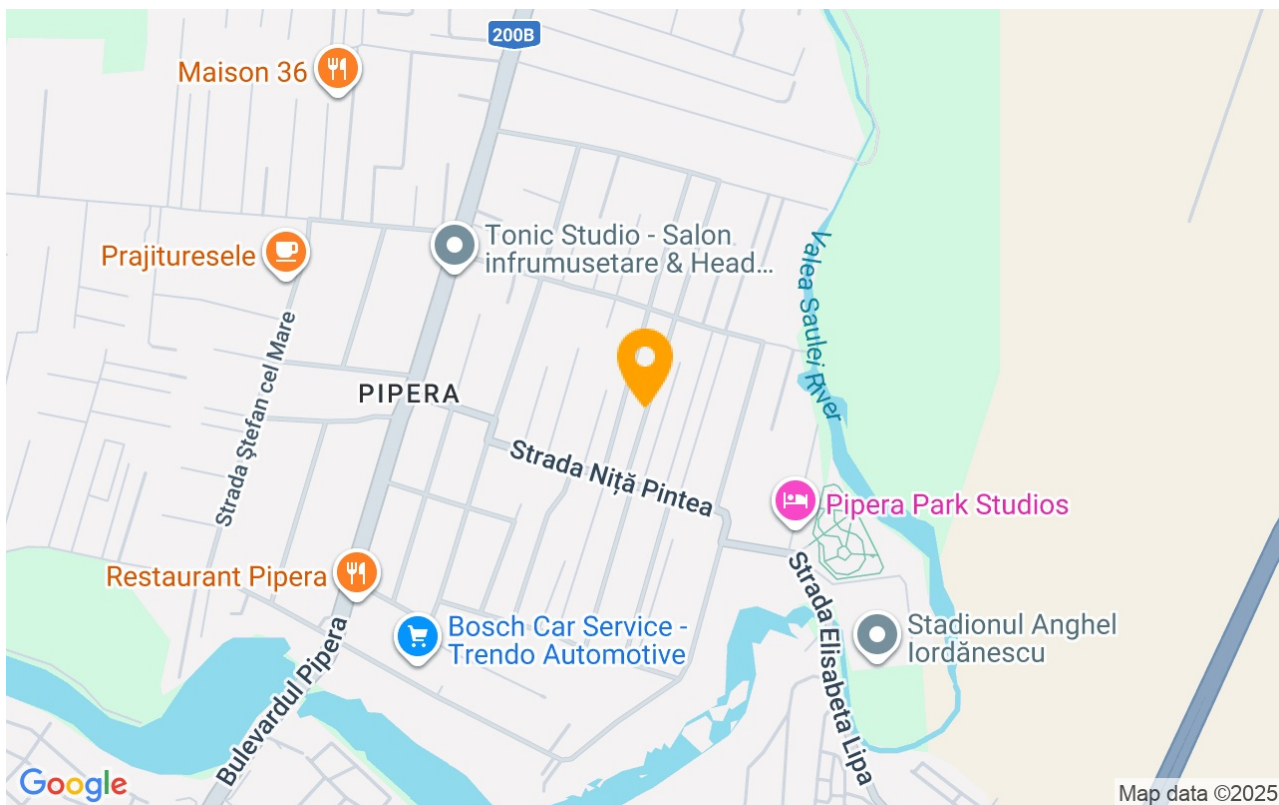 200B
Maison 36
Tonic Studio - Salon
infrumusetare & Head...
Prajituresele
Valea Saulei River
Strada Ştefan cel Mare
PIPERA
Strada Niță Pintea
Pipera Park Studios
Restaurant Pipera
Bosch Car Service -
Trendo Automotive
Stadionul Anghel
Iordănescu
Strada Elisabeta Lipa
Bulevardul Pipera
Google
Map data ©2025